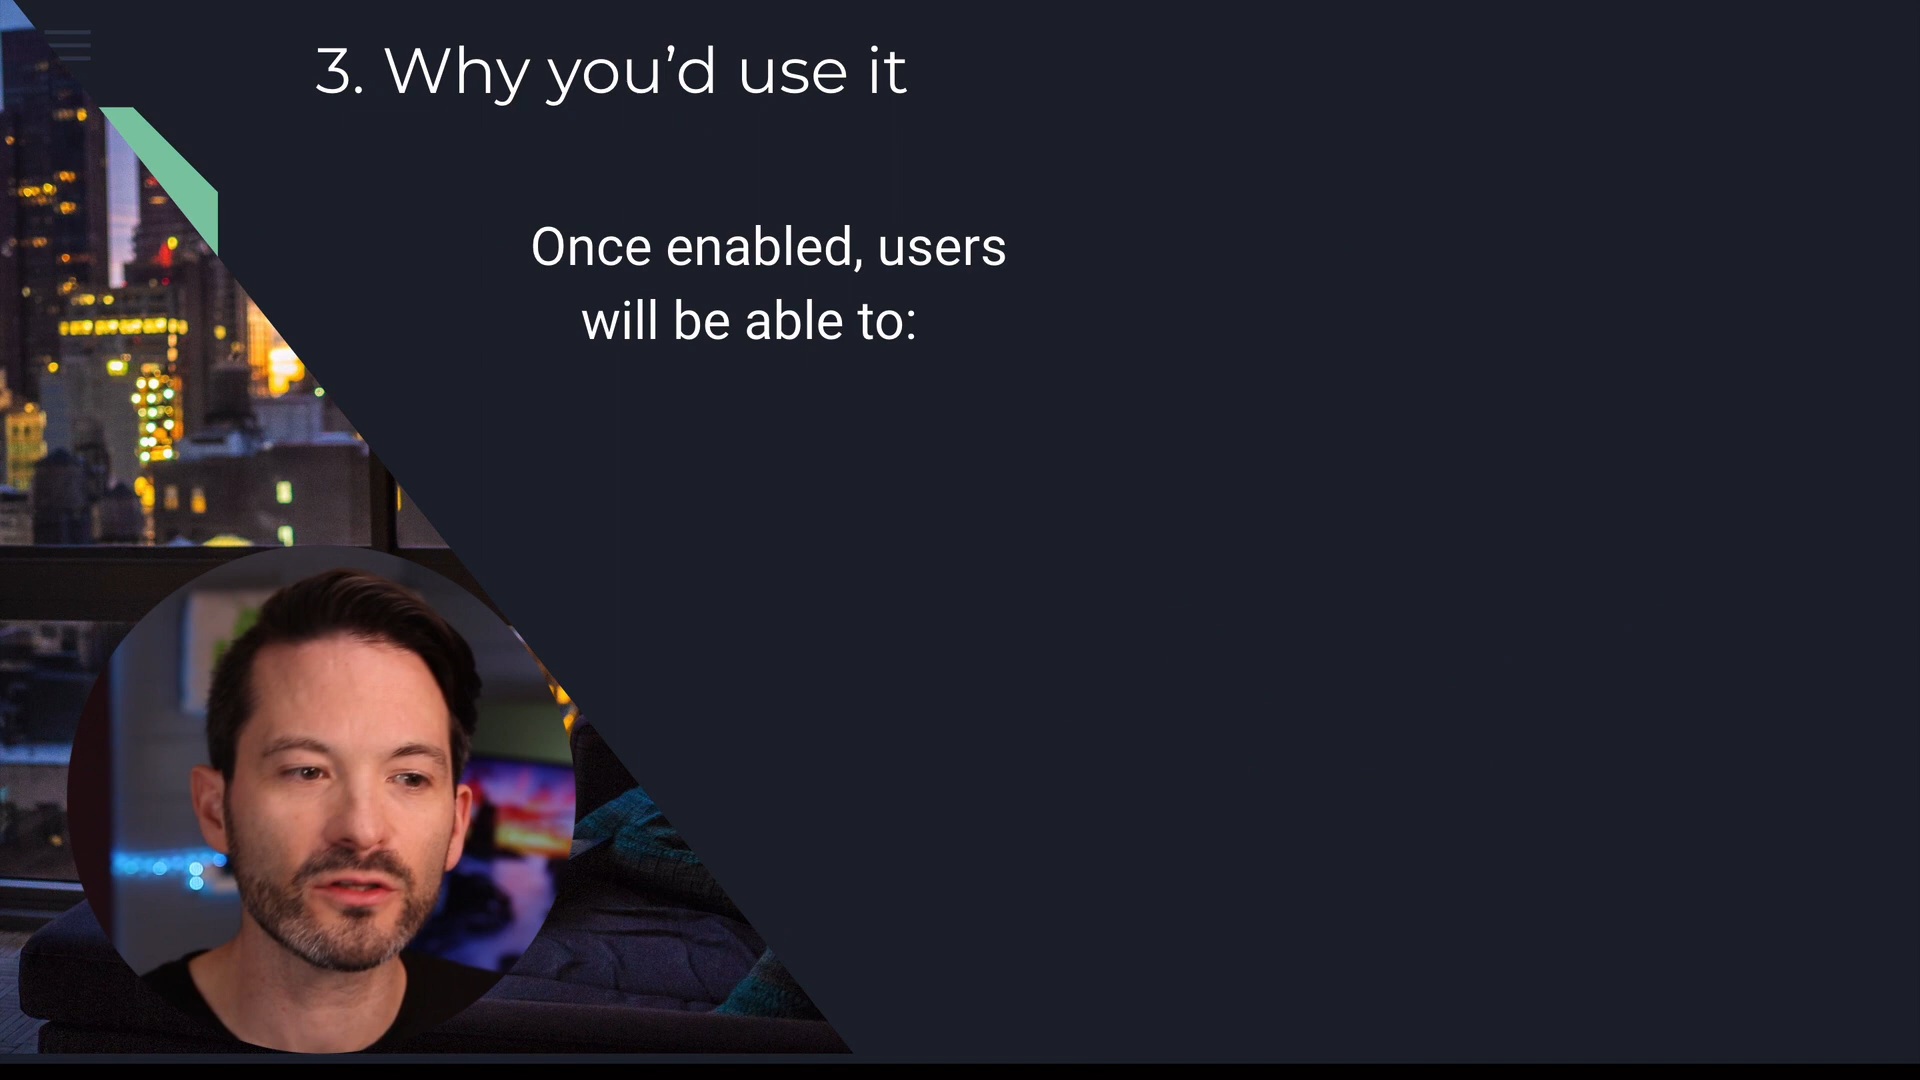 3. Why you’d use it
Once enabled, users
will be able to: